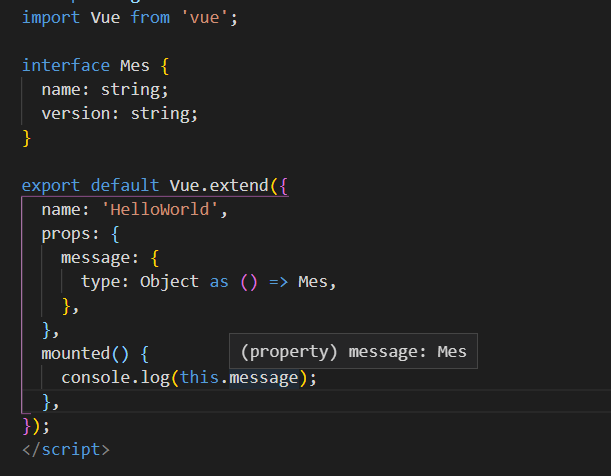 import Vue from 'vue';
interface Mes {
name: string;
version: string;
}
export default Vue.extend({
name: 'HelloWorld',
props: {
message: {
type: Object as () => Mes,
},
},
mounted() {
(property) message: Mes
console.log(this.message);
},
});
</script>